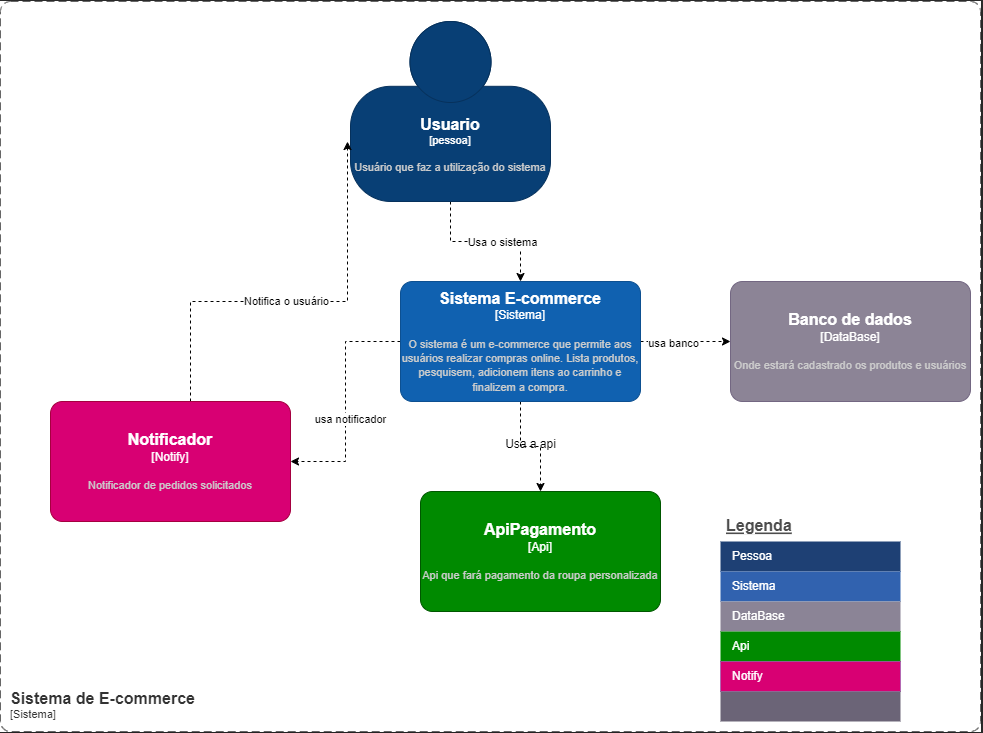 Usuario
[pessoa]
Usuário que faz a utilização do sistema
Usa o sistema
Sistema E-commerce
[Sistema]
O sistema é um e-commerce que permite aos
usuários realizar compras online. Lista produtos,
pesquisem, adicionem itens ao carrinho e
finalizem a compra.
Notifica o usuário
usa banco
Banco de dados
[DataBase]
Onde estará cadastrado os produtos e usuários
usa notificador
Notificador
[Notify]
Notificador de pedidos solicitados
Usa a api
ApiPagamento
[Api]
Api que fará pagamento da roupa personalizada
Legenda
Pessoa
Sistema
DataBase
Api
Notify
Sistema de E-commerce
[Sistema]